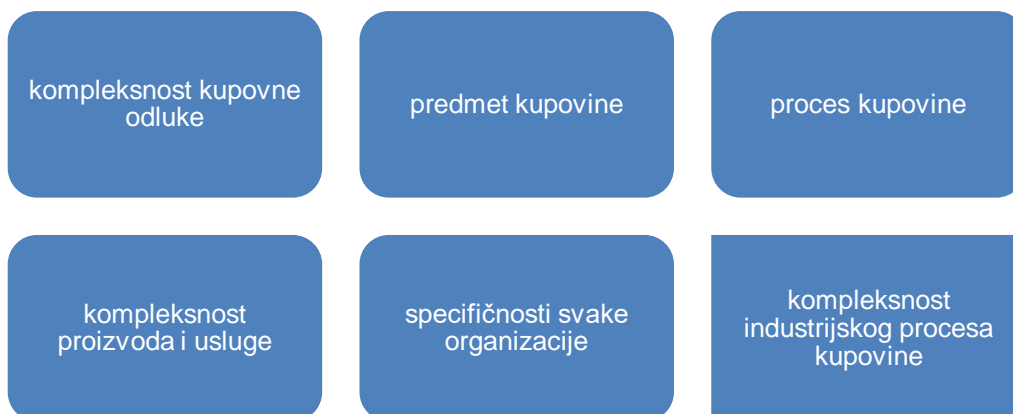 kompleksnost kupovne
odluke
predmet kupovine
proces kupovine
kompleksnost
proizvoda i usluge
specifičnosti svake
organizacije
kompleksnost
industrijskog procesa
kupovine